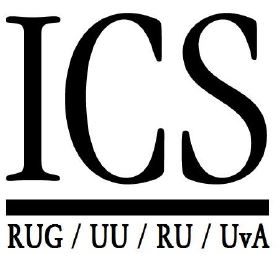 ICS
RUG / UU / RU / UvA